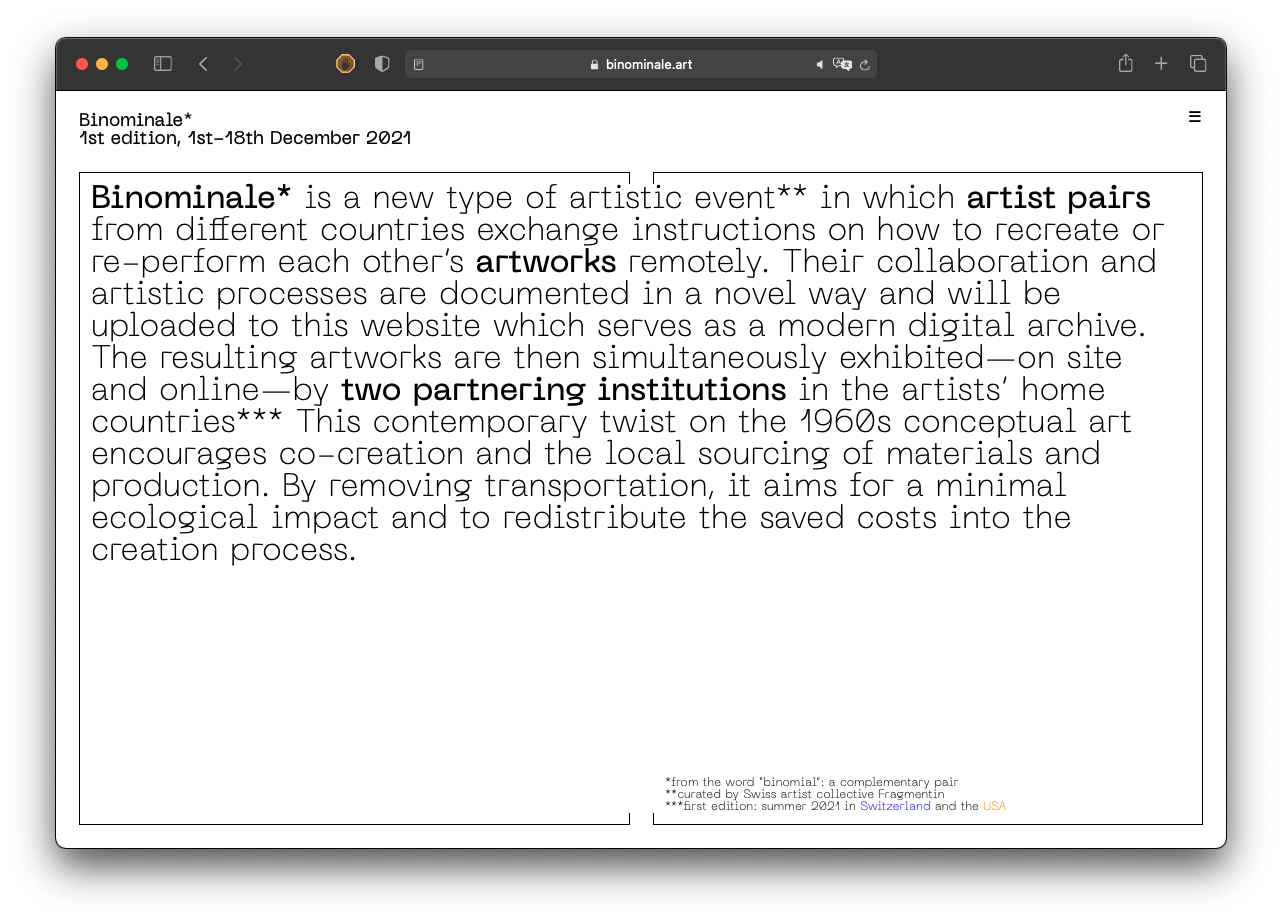 binominale.art
Binominale*
1st edition, 1st–18th December 2021
Binominale* is a new type of artistic event** in which artist pairs
from different countries exchange instructions on how to recreate or
re–perform each other's artworks remotely. Their collaboration and
artistic processes are documented in a novel way and will be
uploaded to this website which serves as a modern digital archive.
The resulting artworks are then simultaneously exhibited—on site
and online—by two partnering institutions in the artists' home
countries*** This contemporary twist on the 1960s conceptual art
encourages co–creation and the local sourcing of materials and
production. By removing transportation, it aims for a minimal
ecological impact and to redistribute the saved costs into the
creation process.
*from the word "binomial": a complementary pair
**curated by Swiss artist collective Fragmentin
***first edition: summer 2021 in Switzerland and the USA